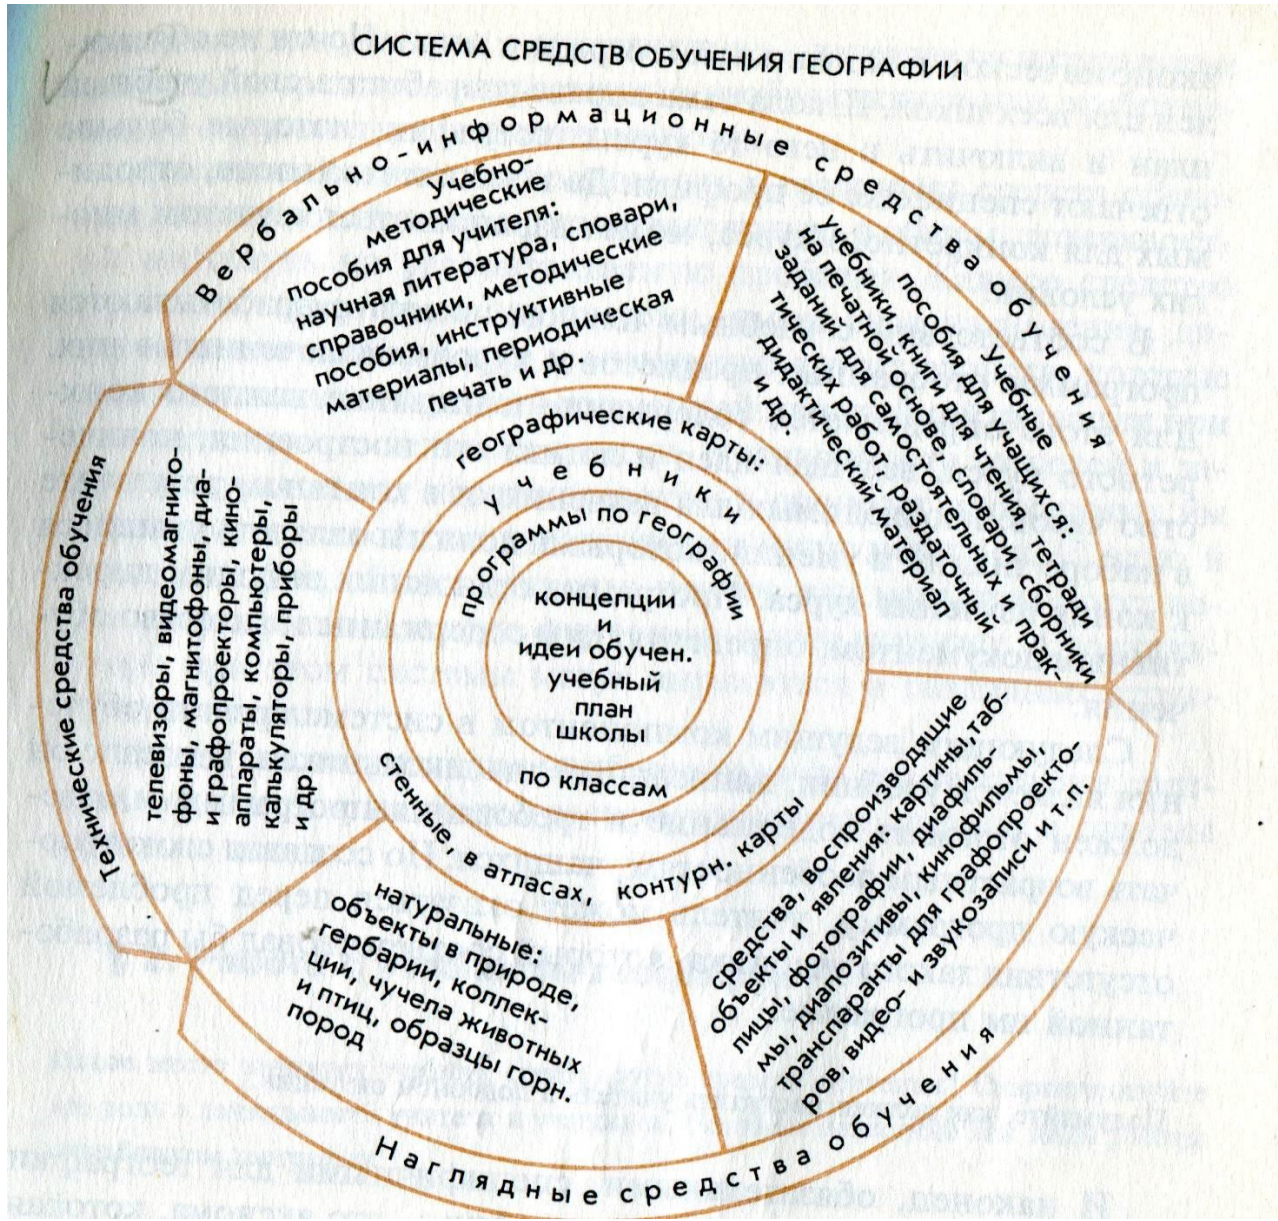 СИСТЕМА СРЕДСТВ ОБУЧЕНИЯ ГЕОГРАФИИ
Вербально-информационные средства обучения
Учебно-
методические
пособия для учителя:
научная литература, словари,
справочники, методические
пособия, инструктивные
материалы, периодическая
печать и др.
Учебные
пособия для учащихся:
учебники, книги для чтения, тетради
на печатной основе, словари, сборники
заданий для самостоятельных и прак-
тических работ, раздаточный
дидактический материал
и др.
Технические средства обучения
телевизоры, видеомагнито-
фоны, магнитофоны, диа-
и графопроекторы, кино-
аппараты, компьютеры,
калькуляторы, приборы
и др.
географические карты:
стенные, в атласах, контурн. карты
учебники
программы по географии
по классам
концепции
и
идеи обучен.
учебный
план
школы
натуральные:
объекты в природе,
гербарии, коллек-
ции, чучела животных
и птиц, образцы горн.
пород
средства, воспроизводящие
объекты и явления: картины, таб-
лицы, фотографии, диафиль-
мы, диапозитивы, кинофильмы,
транспаранты для графопроекто-
ров, видео- и звукозаписи и т.п.
Наглядные средства обучения